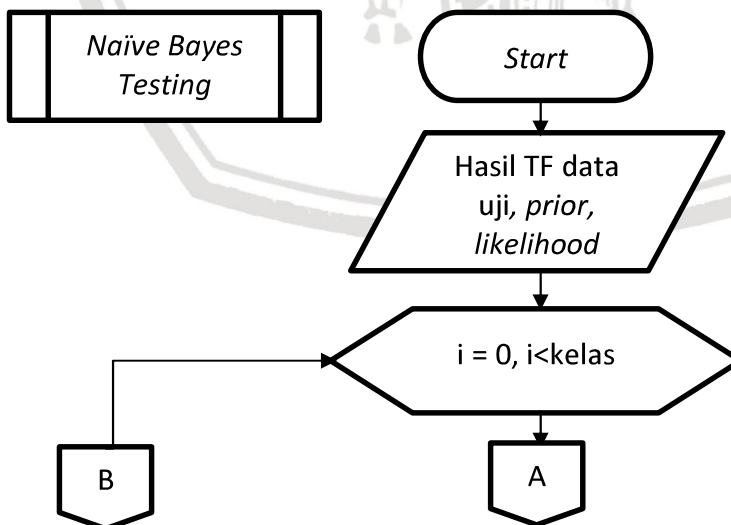 Naïve Bayes
Testing
Start
Hasil TF data
uji, prior,
likelihood
i = 0, i<kelas
B
A